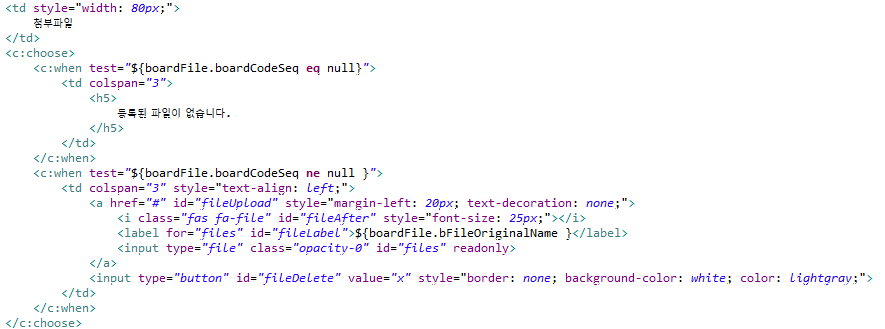 <td style="width: 80px;">
첨부파일
</td>
<c:choose>
<c:when test="${boardFile.boardCodeSeq eq null}">
<td colspan="3">
<h5>
등록된 파일이 없습니다.
</h5>
</td>
</c:when>
<c:when test="${boardFile.boardCodeSeq ne null }">
<td colspan="3" style="text-align: left;">
<a href="#" id="fileUpload" style="margin-left: 20px; text-decoration: none;">
<i class="fas fa-file" id="fileAfter" style="font-size: 25px;"></i>
<label for="files" id="fileLabel">${boardFile.bFileOriginalName }</label>
<input type="file" class="opacity-0" id="files" readonly>
</a>
<input type="button" id="fileDelete" value="x" style="border: none; background-color: white; color: lightgray;">
</td>
</c:when>
</c:choose>